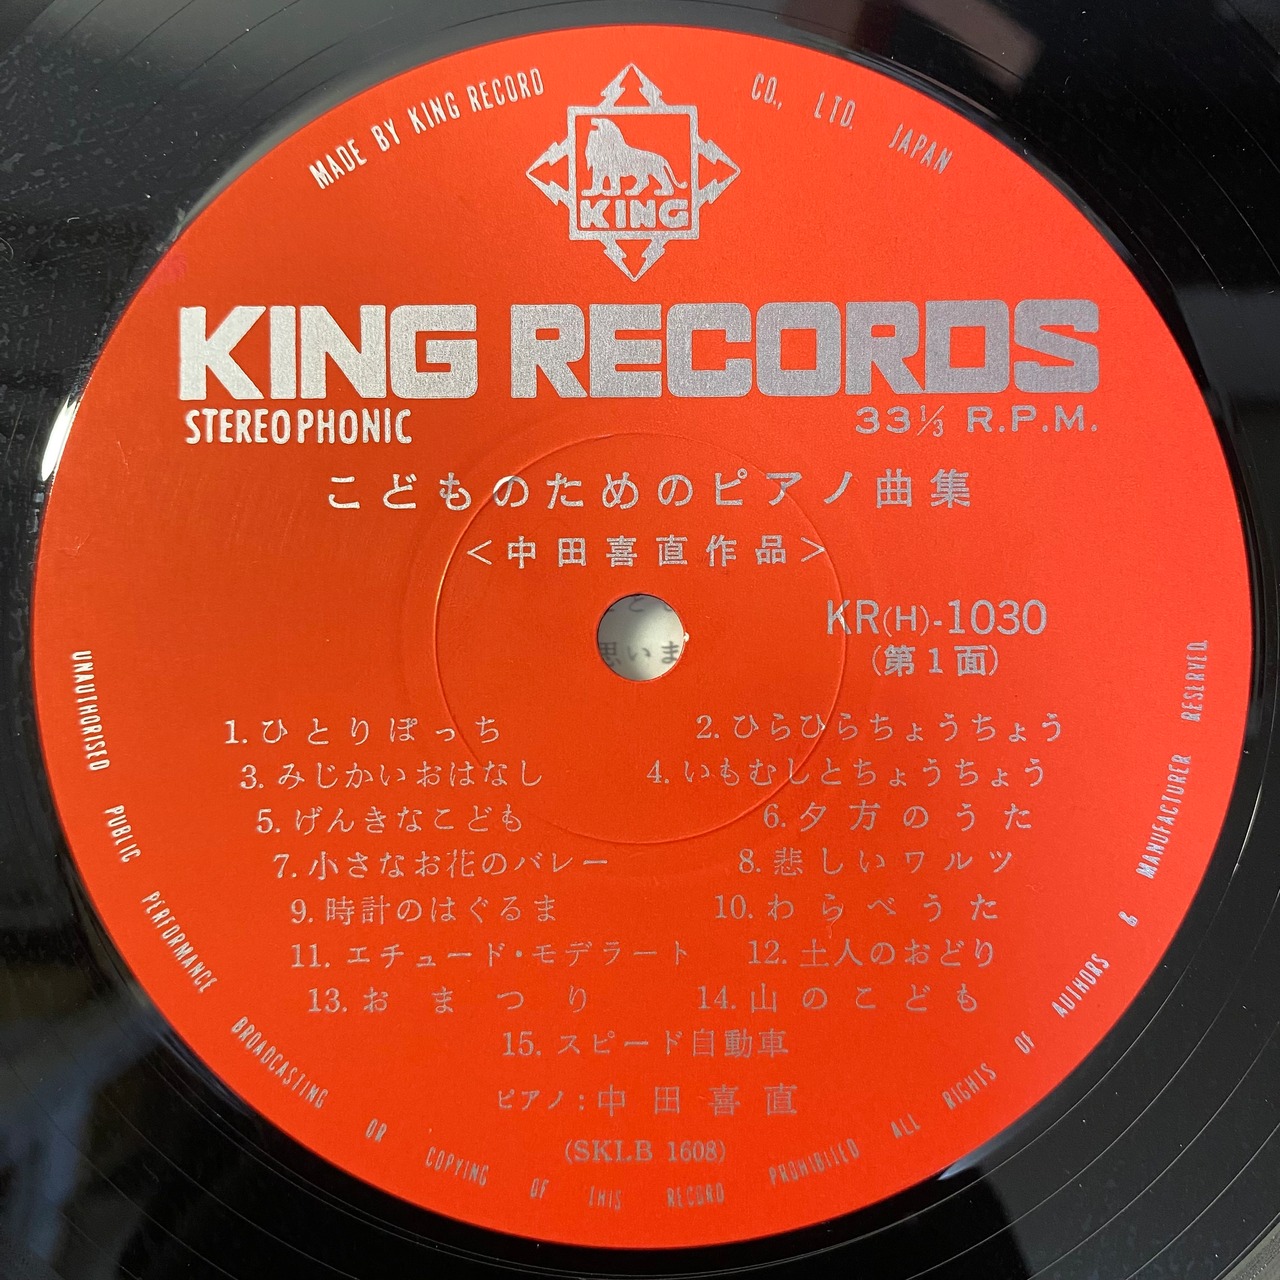 MADE BY KING RECORD CO., LTD. JAPAN
KING
KING RECORDS
STEREOPHONIC
33⅓ R.P.M.
こどものためのピアノ曲集
<中田喜直作品>
KR(H)-1030
(第1面)
思いま
1. ひとりぼっち
2. ひらひらちょうちょう
3. みじかいおはなし
4. いもむしとちょうちょう
5. げんきなこども
6. 夕方のうた
7. 小さなお花のバレー
8. 悲しいワルツ
9. 時計のはぐるま
10. わらべうた
11. エチュード・モデラート
12. 土人のおどり
13. おまつり
14. 山のこども
15. スピード自動車
ピアノ:中田喜直
(SKLB 1608)
UNAUTHORISED PUBLIC PERFORMANCE BROADCASTING OR COPYING OF THIS RECORD PROHIBITED ALL RIGHTS OF AUTHORS & MANUFACTURER RESERVED.